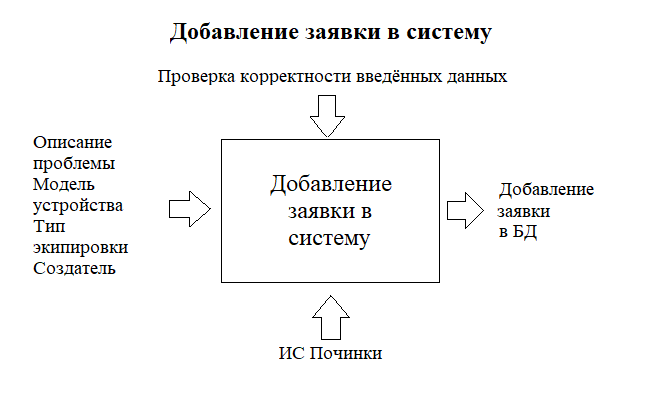 Добавление заявки в систему
Проверка корректности введённых данных
Описание
проблемы
Модель
устройства
Тип
экипировки
Создатель
Добавление
заявки в
систему
Добавление
заявки
в БД
ИС Починки